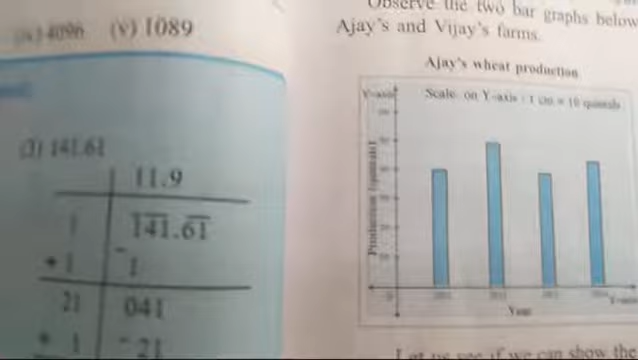 4096 (v) 1089
141.61
11.9
1 141.61
+ 1 - 1
21 041
+ 1 - 21
Observe the two bar graphs below
Ajay's and Vijay's farms.
Ajay's wheat production
Y-axis
Scale on Y-axis : 1 cm = 10 quintals
Production (quintal)
Year
Let us see if we can show the